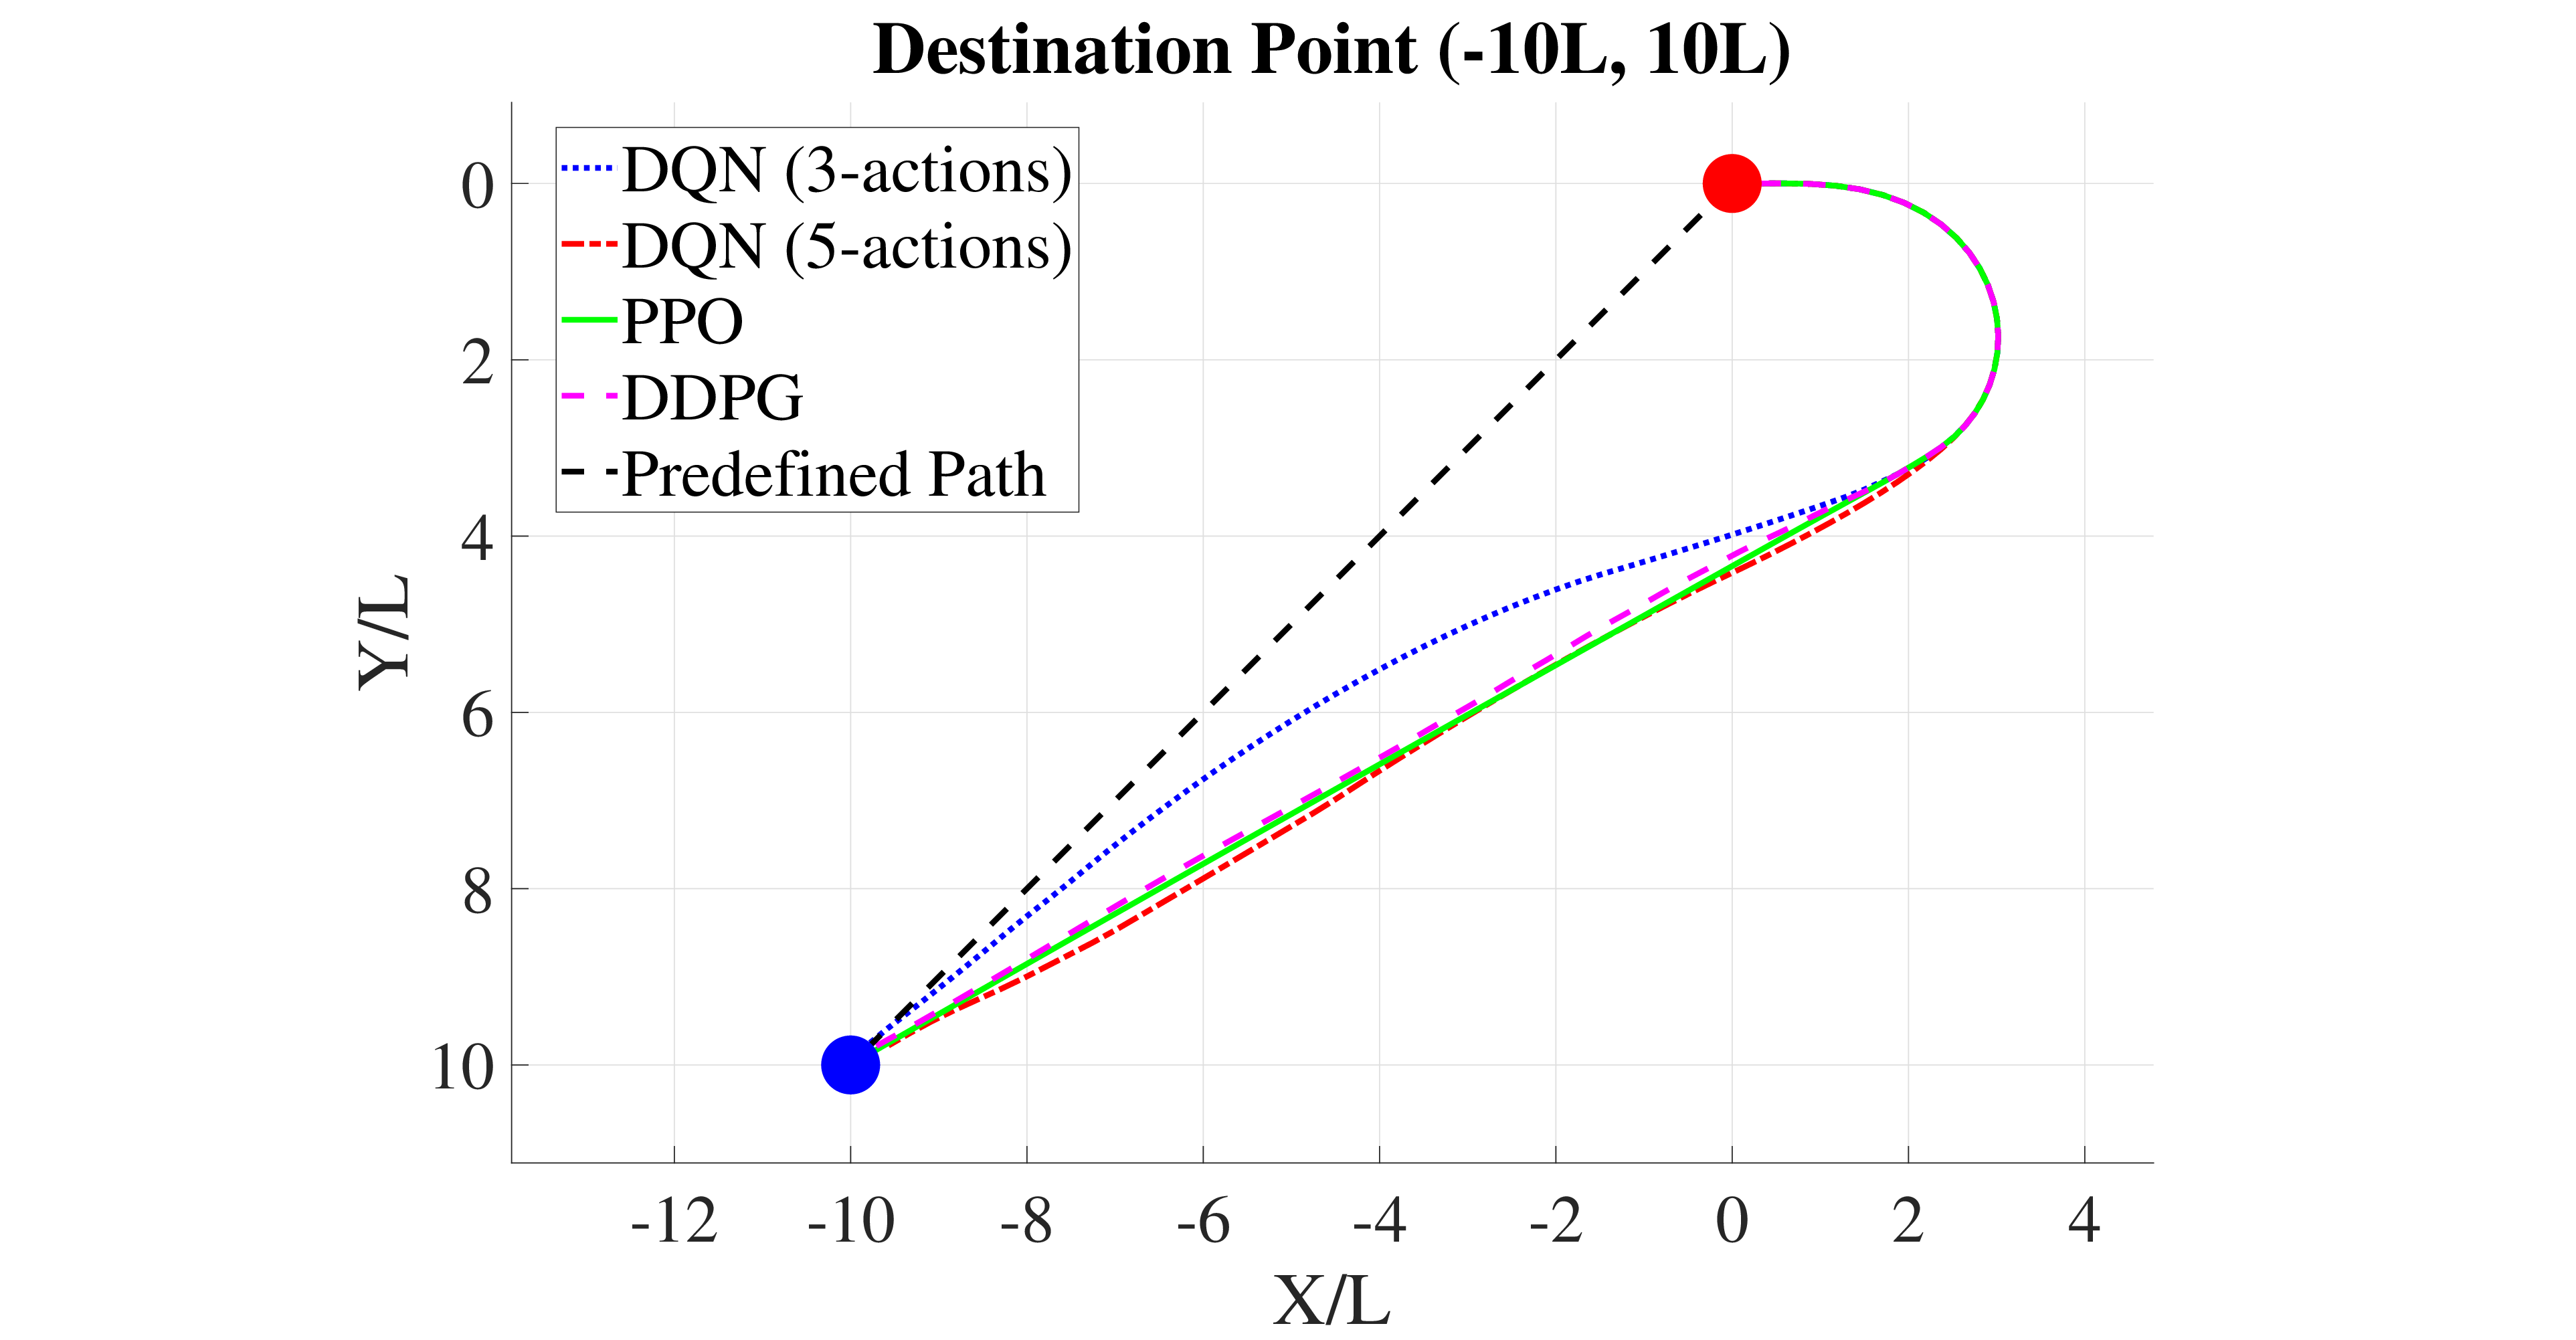 Destination Point (-10L, 10L)
DQN (3-actions)
DQN (5-actions)
PPO
DDPG
Predefined Path
Y/L
0
2
4
6
8
10
-12 -10 -8 -6 -4 -2 0 2 4
X/L